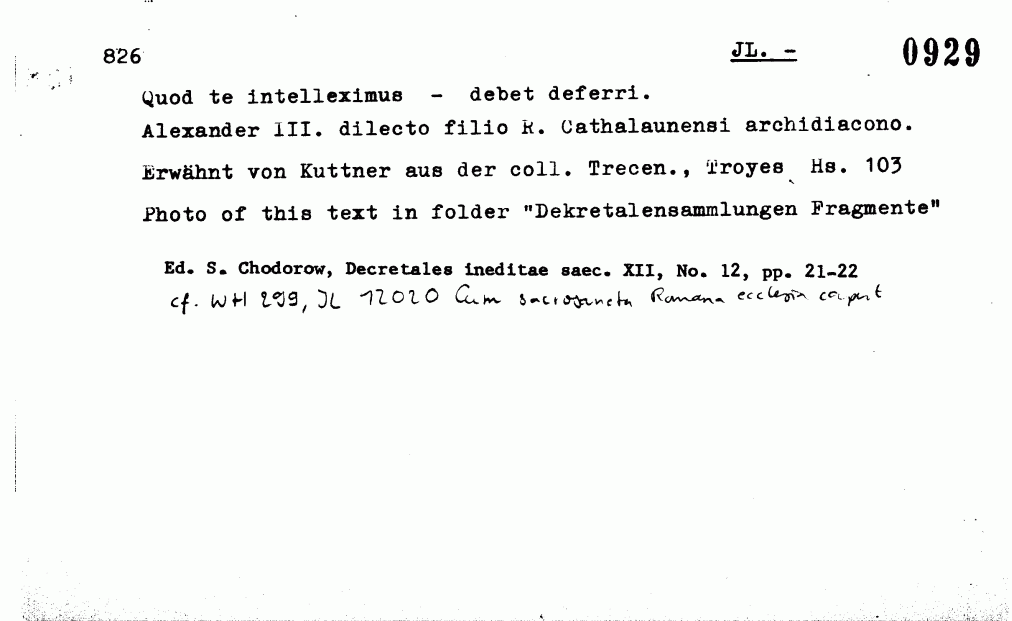 826 JL. – 0929
Quod te intelleximus – debet deferri.
Alexander III. dilecto filio R. Cathalaunensi archidiacono.
Erwähnt von Kuttner aus der coll. Trecen., Troyes Hs. 103
Photo of this text in folder "Dekretalensammlungen Fragmente"
Ed. S. Chodorow, Decretales ineditae saec. XII, No. 12, pp. 21-22
cf. WH 299, JL 12020 Cum sacrosancta Romana ecclesia caput